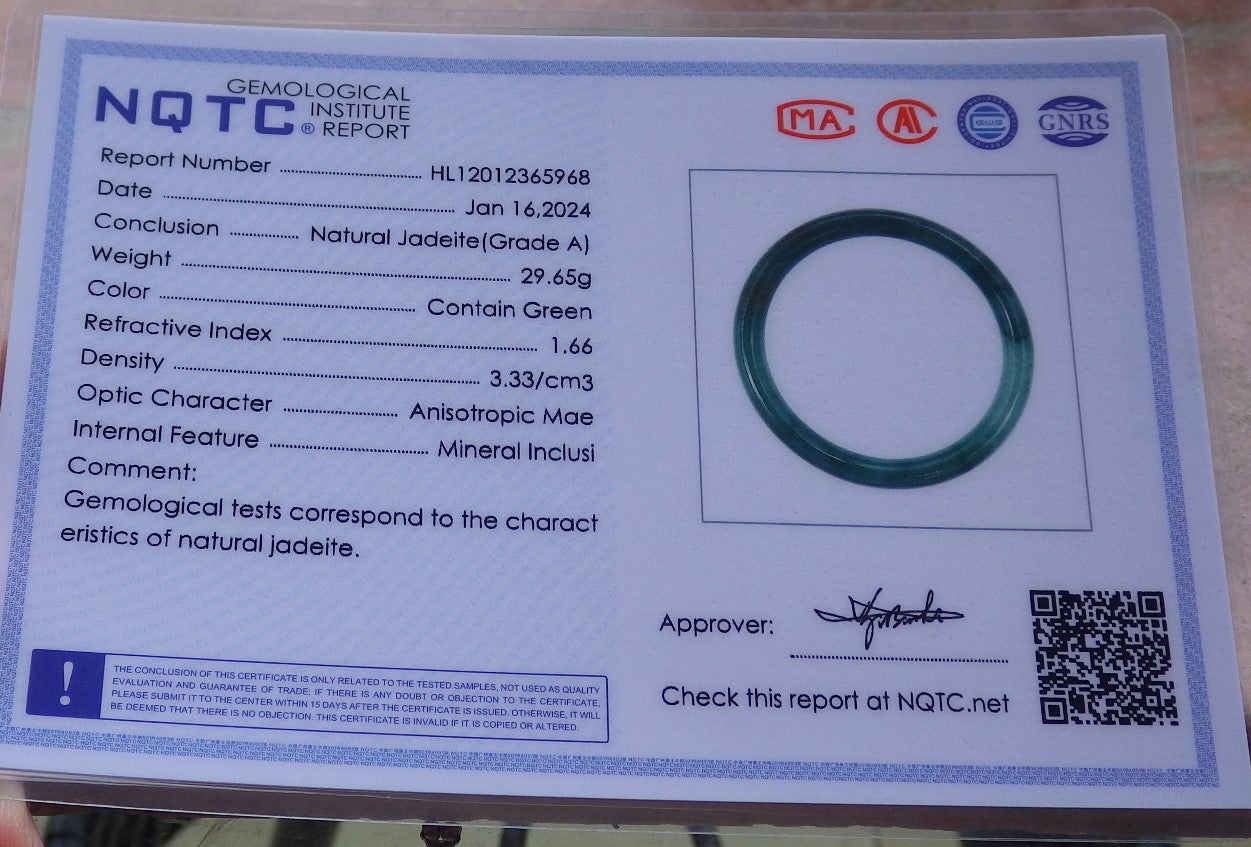 NQTC® GEMOLOGICAL INSTITUTE REPORT
MA
GNRS
Report Number HL12012365968
Date Jan 16,2024
Conclusion Natural Jadeite(Grade A)
Weight 29.65g
Color Contain Green
Refractive Index 1.66
Density 3.33/cm3
Optic Character Anisotropic Mae
Internal Feature Mineral Inclusi
Comment:
Gemological tests correspond to the charact
eristics of natural jadeite.
!
THE CONCLUSION OF THIS CERTIFICATE IS ONLY RELATED TO THE TESTED SAMPLES, NOT USED AS QUALITY
EVALUATION AND GUARANTEE OF TRADE; IF THERE IS ANY DOUBT OR OBJECTION TO THE CERTIFICATE,
PLEASE SUBMIT IT TO THE CENTER WITHIN 15 DAYS AFTER THE CERTIFICATE IS ISSUED, OTHERWISE, IT WILL
BE DEEMED THAT THERE IS NO OBJECTION. THIS CERTIFICATE IS INVALID IF IT IS COPIED OR ALTERED.
Approver:
Check this report at NQTC.net